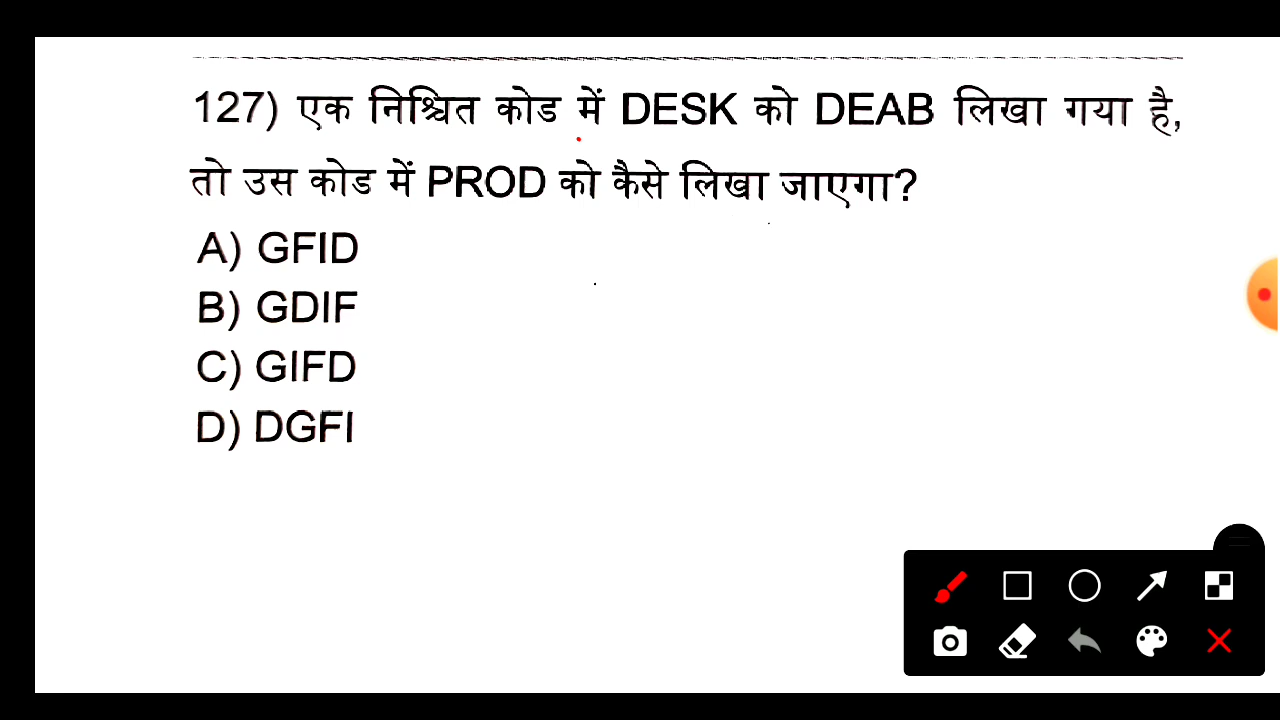 127) एक निश्चित कोड में DESK को DEAB लिखा गया है,
तो उस कोड में PROD को कैसे लिखा जाएगा?
A) GFID
B) GDIF
C) GIFD
D) DGFI